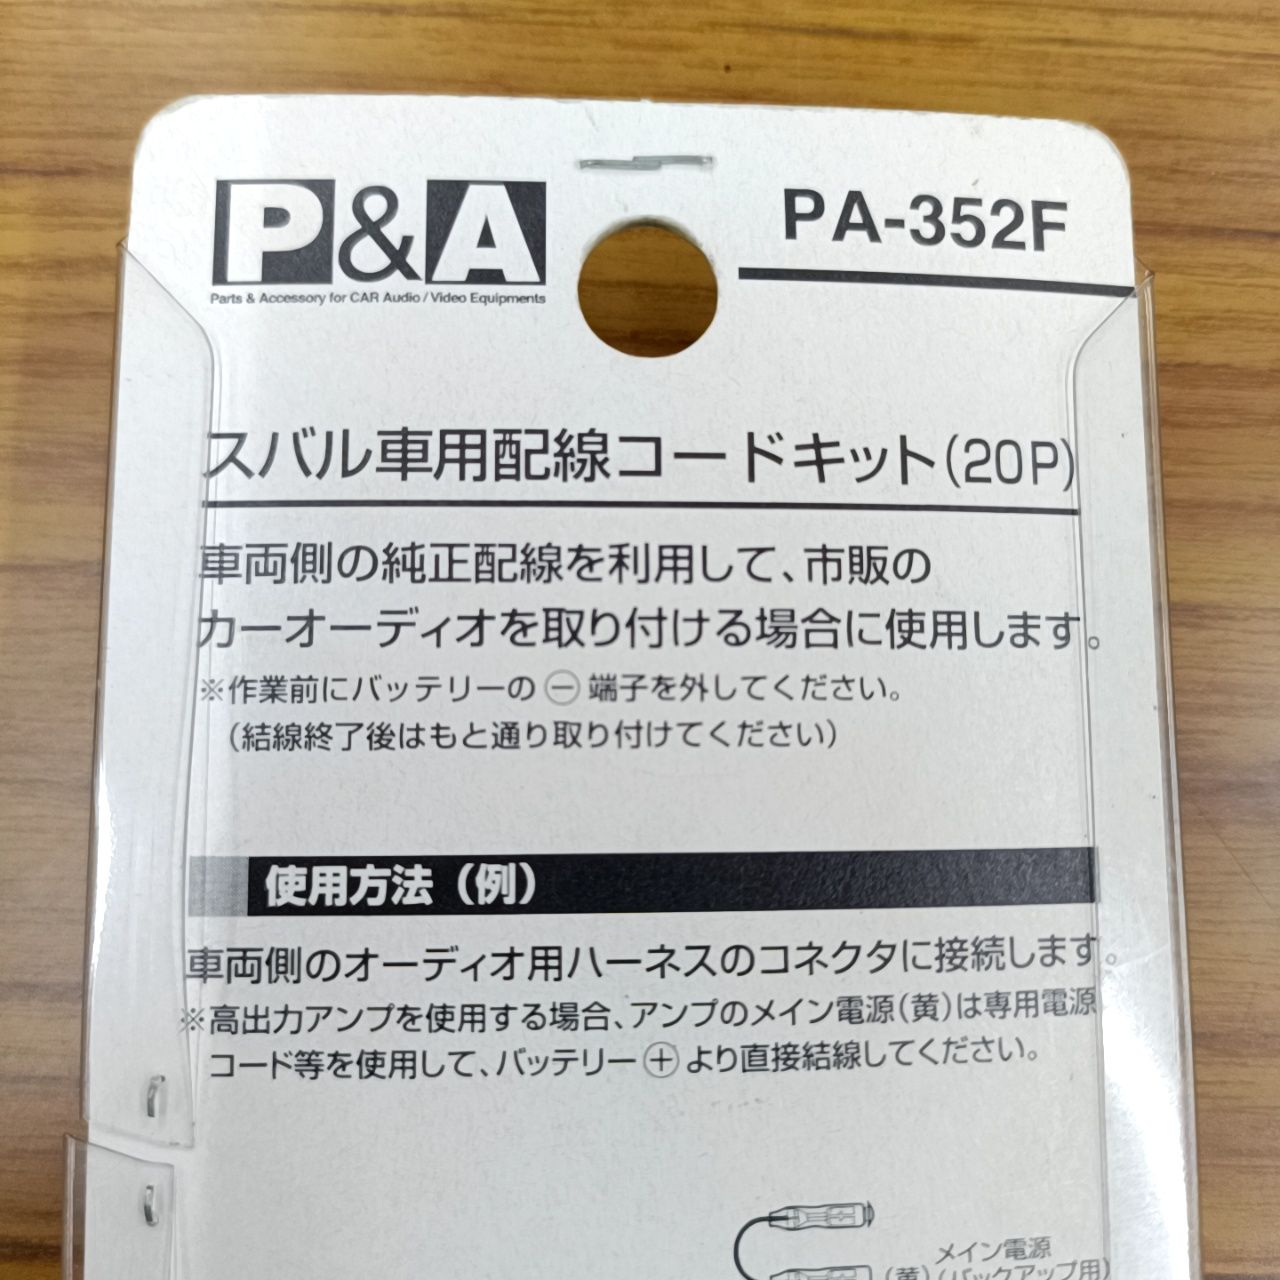 P&A
PA-352F
Parts & Accessory for CAR Audio / Video Equipments
スバル車用配線コードキット(20P)
車両側の純正配線を利用して、市販の
カーオーディオを取り付ける場合に使用します。
※作業前にバッテリーの㊀端子を外してください。
（結線終了後はもと通り取り付けてください）
使用方法（例）
車両側のオーディオ用ハーネスのコネクタに接続します。
※高出力アンプを使用する場合、アンプのメイン電源(黄)は専用電源
コード等を使用して、バッテリー⊕より直接結線してください。
メイン電源
(黄)(バックアップ用)